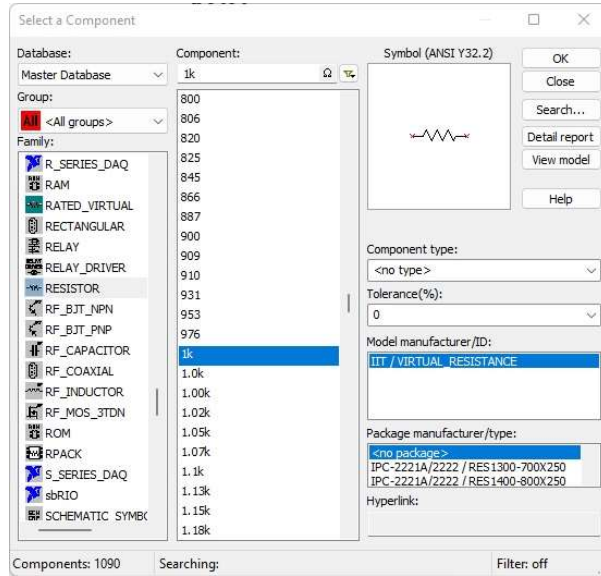 Select a Component
Database:
Master Database
Group:
All <All groups>
Family:
R_SERIES_DAQ
RAM
RATED_VIRTUAL
RECTANGULAR
RELAY
RELAY_DRIVER
RESISTOR
RF_BJT_NPN
RF_BJT_PNP
RF_CAPACITOR
RF_COAXIAL
RF_INDUCTOR
RF_MOS_3TDN
ROM
RPACK
S_SERIES_DAQ
sbRIO
SCHEMATIC SYMBO
Component:
1k Ω
800
806
820
825
845
866
887
900
909
910
931
953
976
1k
1.0k
1.00k
1.02k
1.05k
1.07k
1.1k
1.13k
1.15k
1.18k
Symbol (ANSI Y32.2)
OK
Close
Search...
Detail report
View model
Help
Component type:
<no type>
Tolerance(%):
0
Model manufacturer/ID:
IIT / VIRTUAL_RESISTANCE
Package manufacturer/type:
<no package>
IPC-2221A/2222 / RES1300-700X250
IPC-2221A/2222 / RES1400-800X250
Hyperlink:
Components: 1090
Searching:
Filter: off